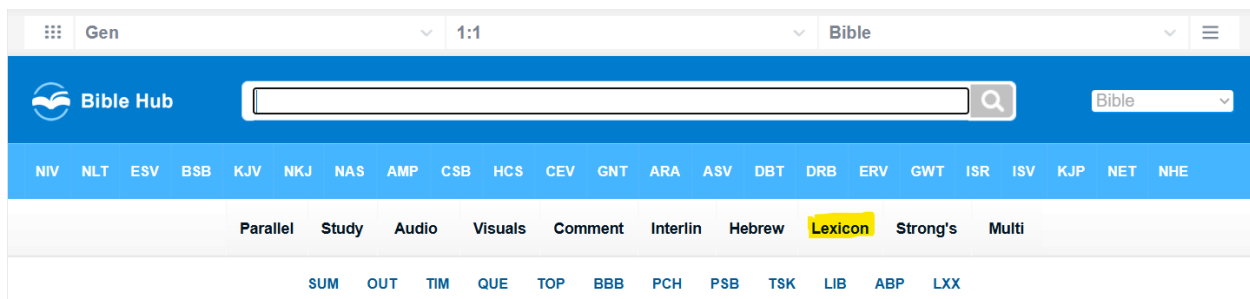 Gen 1:1 Bible
Bible Hub Bible
NIV NLT ESV BSB KJV NKJ NAS AMP CSB HCS CEV GNT ARA ASV DBT DRB ERV GWT ISR ISV KJP NET NHE
Parallel Study Audio Visuals Comment Interlin Hebrew Lexicon Strong's Multi
SUM OUT TIM QUE TOP BBB PCH PSB TSK LIB ABP LXX